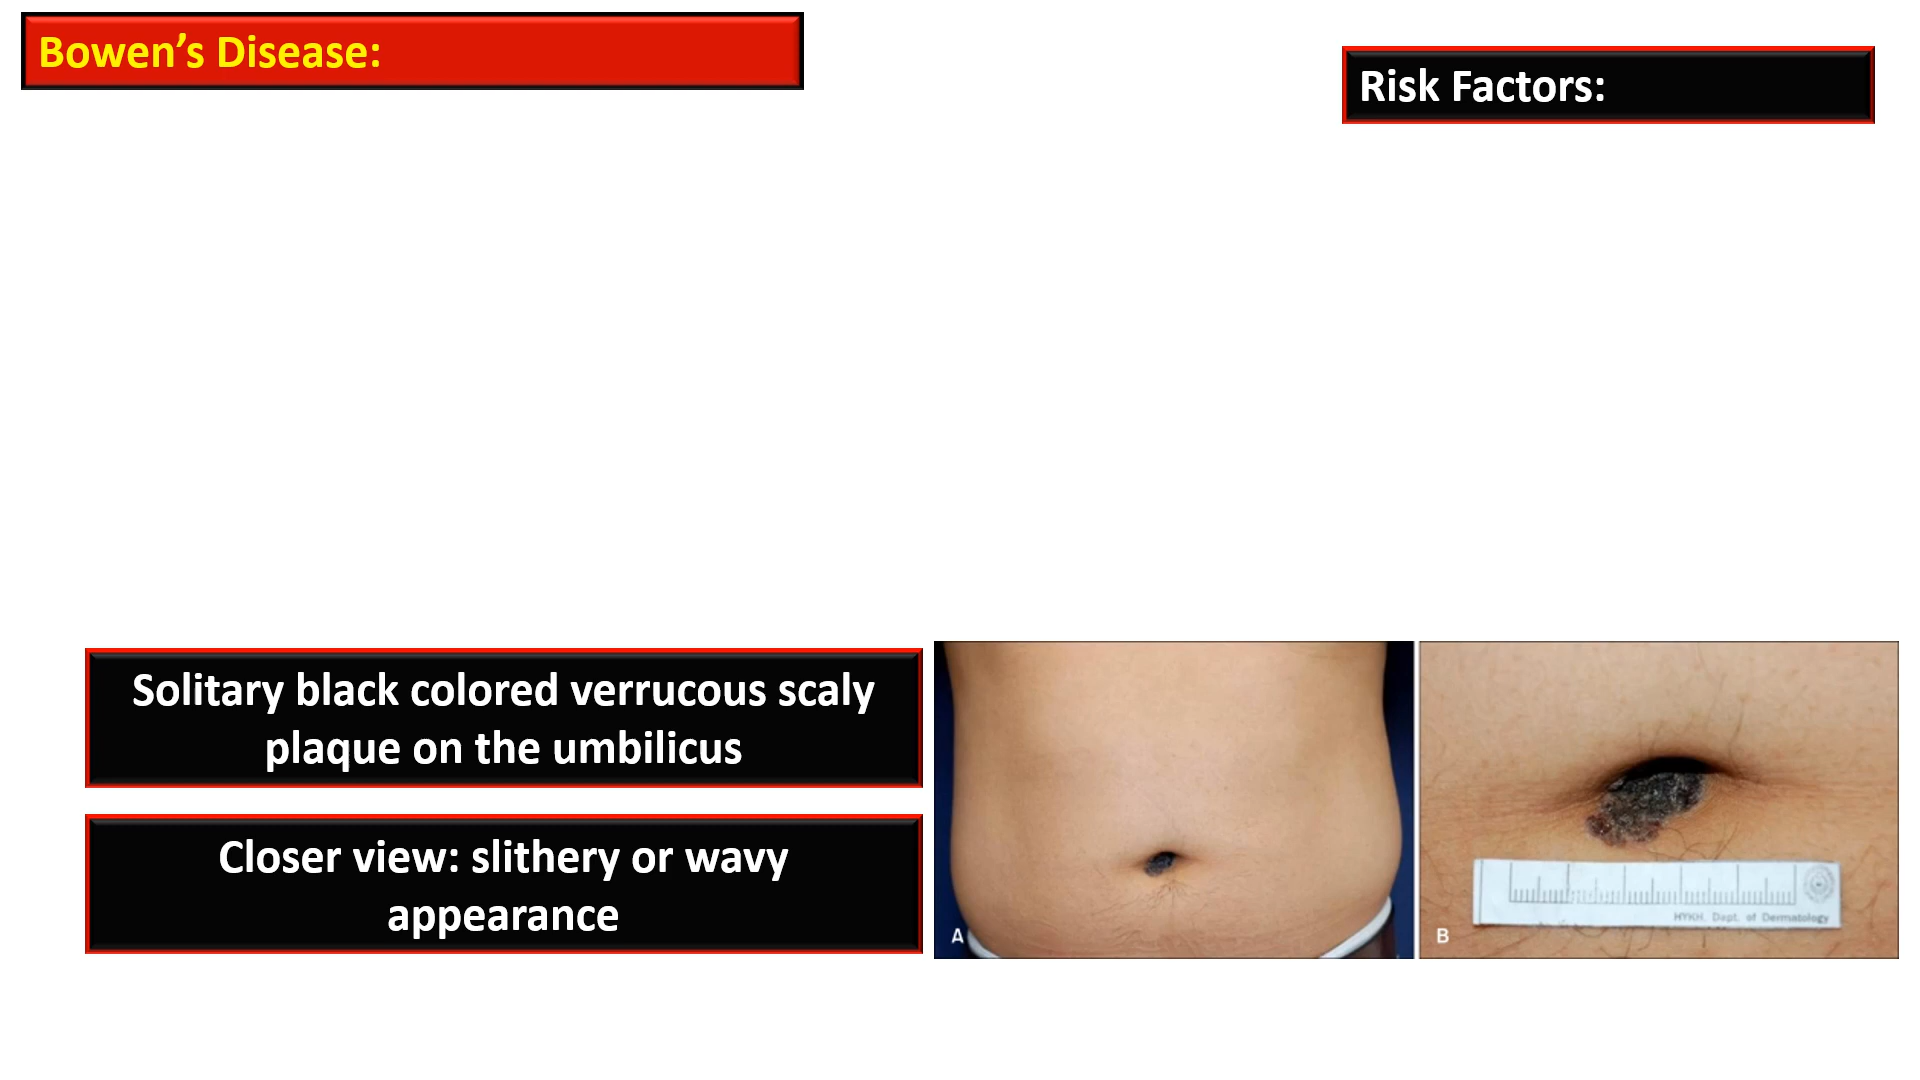 Bowen’s Disease:
Risk Factors:
Solitary black colored verrucous scaly
plaque on the umbilicus
Closer view: slithery or wavy
appearance
A
B
HYKH. Dept. of Dermatology